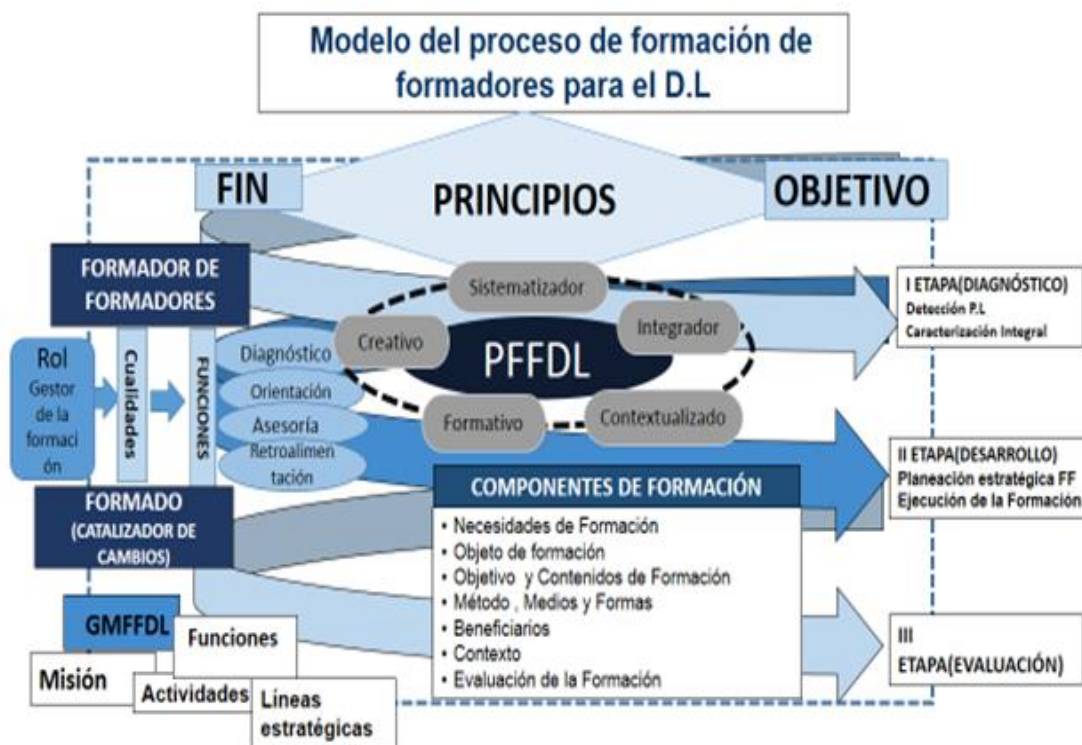 Modelo del proceso de formación de
formadores para el D.L
FIN
PRINCIPIOS
OBJETIVO
FORMADOR DE
FORMADORES
Rol
Gestor
de la
formaci
ón
Cualidades
FUNCIONES
Diagnóstico
Orientación
Asesoría
Retroalimen
tación
FORMADO
(CATALIZADOR DE
CAMBIOS)
Sistematizador
Creativo
Integrador
PFFDL
Formativo
Contextualizado
I ETAPA(DIAGNÓSTICO)
Detección P.L
Caracterización Integral
II ETAPA(DESARROLLO)
Planeación estratégica FF
Ejecución de la Formación
III
ETAPA(EVALUACIÓN)
COMPONENTES DE FORMACIÓN
• Necesidades de Formación
• Objeto de formación
• Objetivo y Contenidos de Formación
• Método , Medios y Formas
• Beneficiarios
• Contexto
• Evaluación de la Formación
GMFFDL
Misión
Funciones
Actividades
Líneas
estratégicas